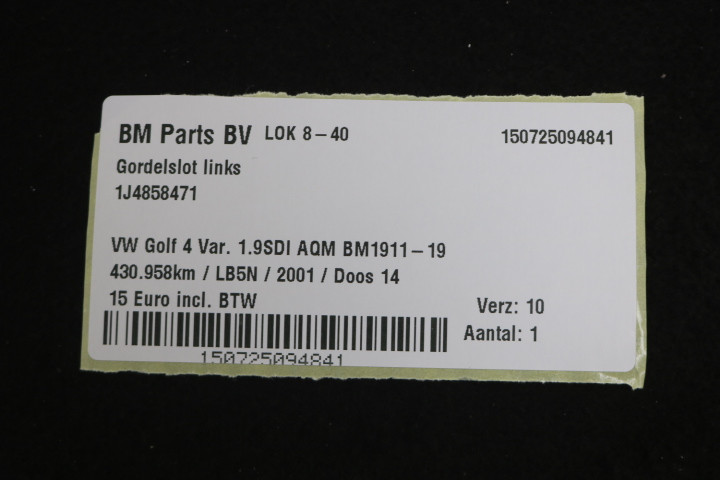 BM Parts BV LOK 8-40 150725094841
Gordelslot links
1J4858471
VW Golf 4 Var. 1.9SDI AQM BM1911-19
430.958km / LB5N / 2001 / Doos 14
15 Euro incl. BTW
Verz: 10
Aantal: 1
150725094841